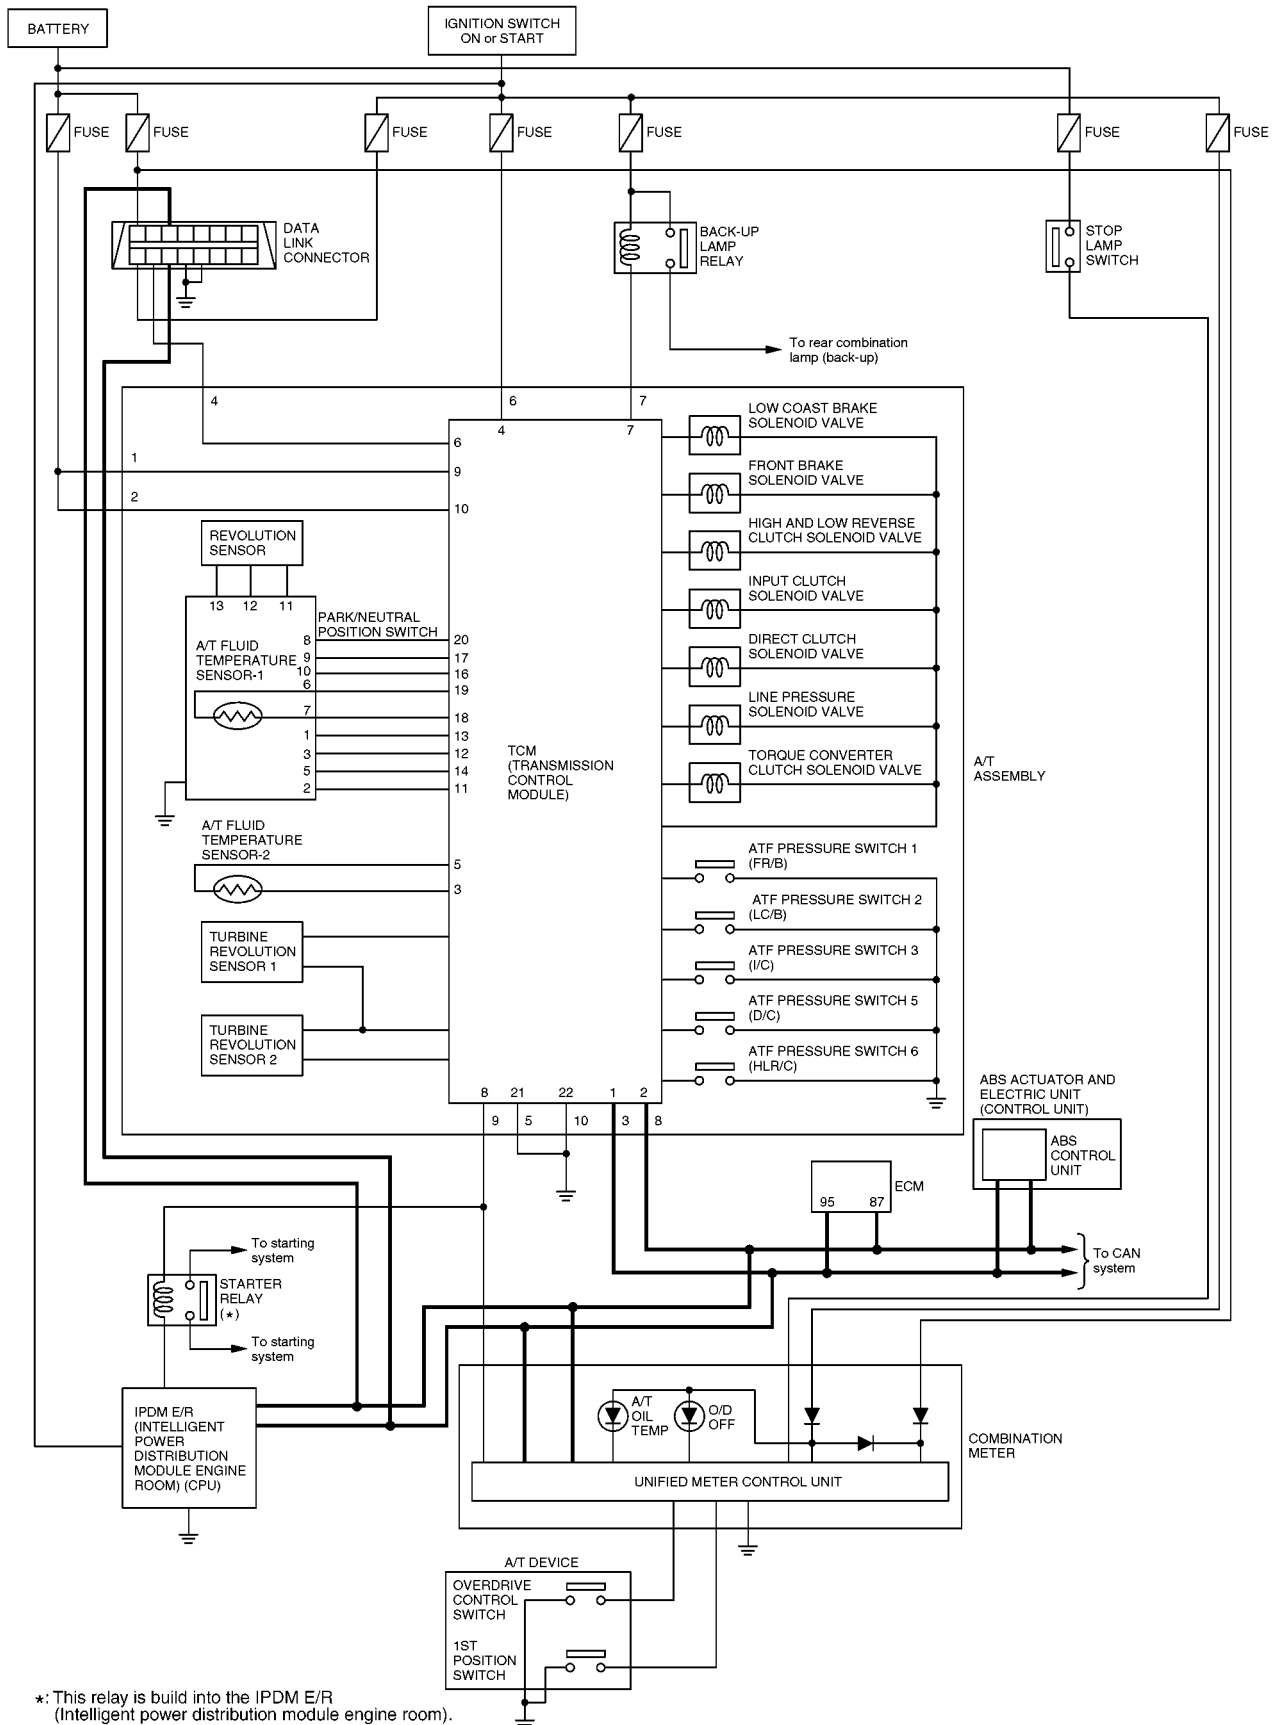 BATTERY
IGNITION SWITCH
ON or START
FUSE
FUSE
FUSE
FUSE
FUSE
FUSE
FUSE
DATA
LINK
CONNECTOR
BACK-UP
LAMP
RELAY
STOP
LAMP
SWITCH
To rear combination
lamp (back-up)
4
6
7
4
7
6
1
9
2
10
LOW COAST BRAKE
SOLENOID VALVE
FRONT BRAKE
SOLENOID VALVE
HIGH AND LOW REVERSE
CLUTCH SOLENOID VALVE
INPUT CLUTCH
SOLENOID VALVE
DIRECT CLUTCH
SOLENOID VALVE
LINE PRESSURE
SOLENOID VALVE
TORQUE CONVERTER
CLUTCH SOLENOID VALVE
A/T
ASSEMBLY
REVOLUTION
SENSOR
13 12 11
PARK/NEUTRAL
POSITION SWITCH
A/T FLUID
TEMPERATURE
SENSOR-1
8 20
9 17
10 16
6 19
7 18
1 13
3 12
5 14
2 11
TCM
(TRANSMISSION
CONTROL
MODULE)
A/T FLUID
TEMPERATURE
SENSOR-2
5
3
TURBINE
REVOLUTION
SENSOR 1
TURBINE
REVOLUTION
SENSOR 2
ATF PRESSURE SWITCH 1
(FR/B)
ATF PRESSURE SWITCH 2
(LC/B)
ATF PRESSURE SWITCH 3
(I/C)
ATF PRESSURE SWITCH 5
(D/C)
ATF PRESSURE SWITCH 6
(HLR/C)
8 21 22 1 2
9 5 10 3 8
ABS ACTUATOR AND
ELECTRIC UNIT
(CONTROL UNIT)
ABS
CONTROL
UNIT
ECM
95 87
To CAN
system
To starting
system
STARTER
RELAY
(*)
To starting
system
IPDM E/R
(INTELLIGENT
POWER
DISTRIBUTION
MODULE ENGINE
ROOM) (CPU)
A/T
OIL
TEMP
O/D
OFF
COMBINATION
METER
UNIFIED METER CONTROL UNIT
A/T DEVICE
OVERDRIVE
CONTROL
SWITCH
1ST
POSITION
SWITCH
*: This relay is build into the IPDM E/R
(Intelligent power distribution module engine room).